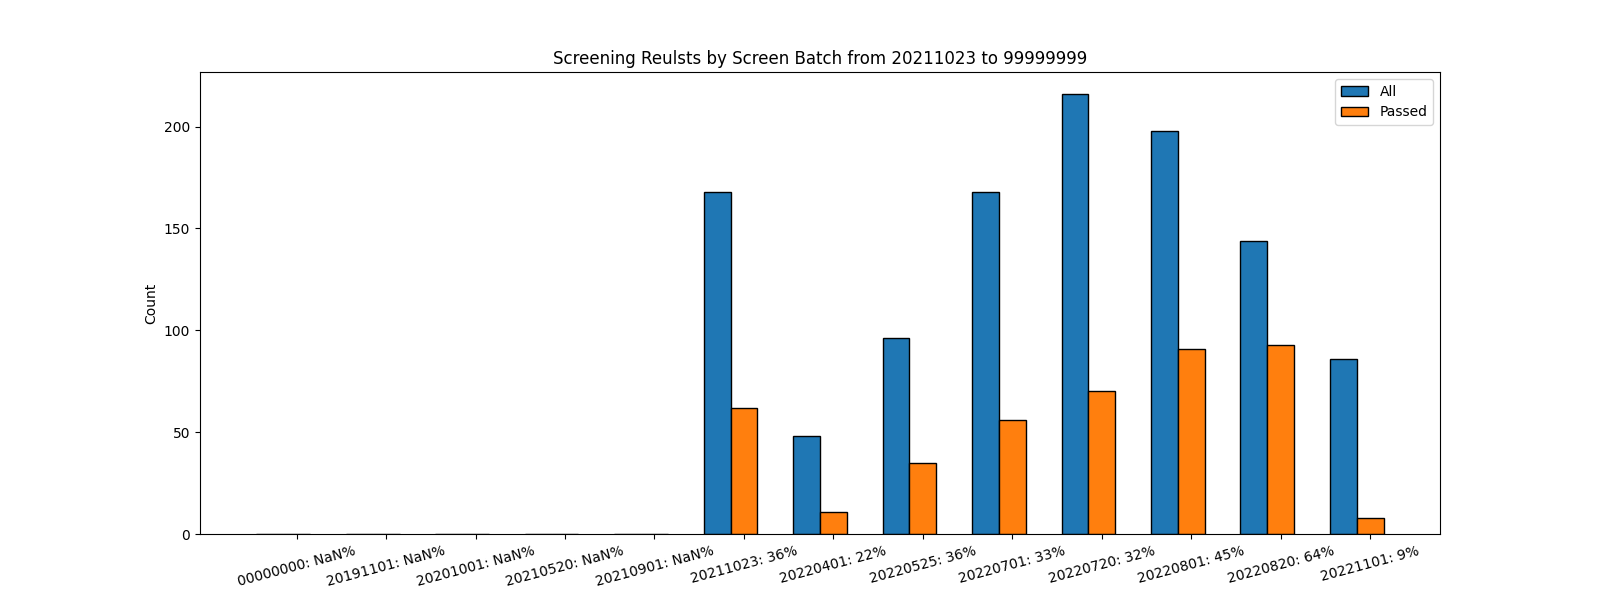 Screening Reulsts by Screen Batch from 20211023 to 99999999
All
Passed
Count
200
150
100
50
0
00000000: NaN%
20191101: NaN%
20201001: NaN%
20210520: NaN%
20210901: NaN%
20211023: 36%
20220401: 22%
20220525: 36%
20220701: 33%
20220720: 32%
20220801: 45%
20220820: 64%
20221101: 9%